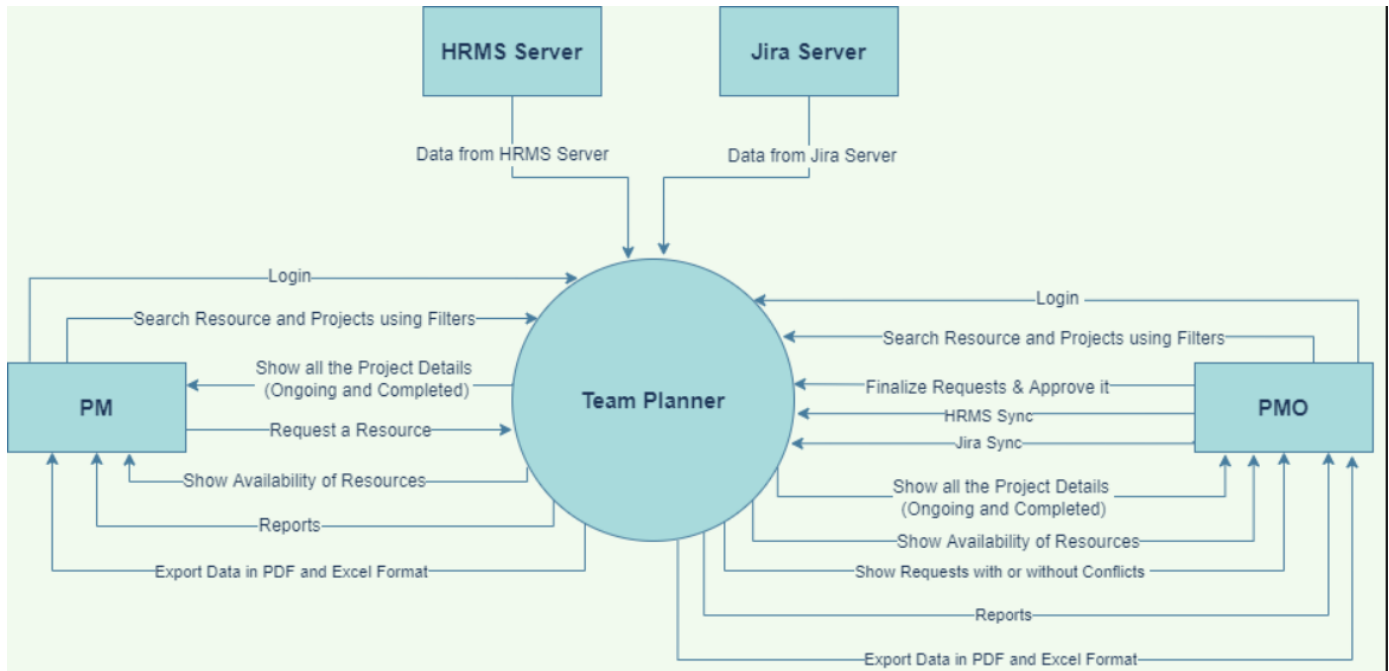 HRMS Server
Jira Server
Data from HRMS Server
Data from Jira Server
Login
Login
Search Resource and Projects using Filters
Search Resource and Projects using Filters
Show all the Project Details
(Ongoing and Completed)
Finalize Requests & Approve it
PM
Team Planner
HRMS Sync
PMO
Request a Resource
Jira Sync
Show Availability of Resources
Show all the Project Details
(Ongoing and Completed)
Reports
Show Availability of Resources
Export Data in PDF and Excel Format
Show Requests with or without Conflicts
Reports
Export Data in PDF and Excel Format